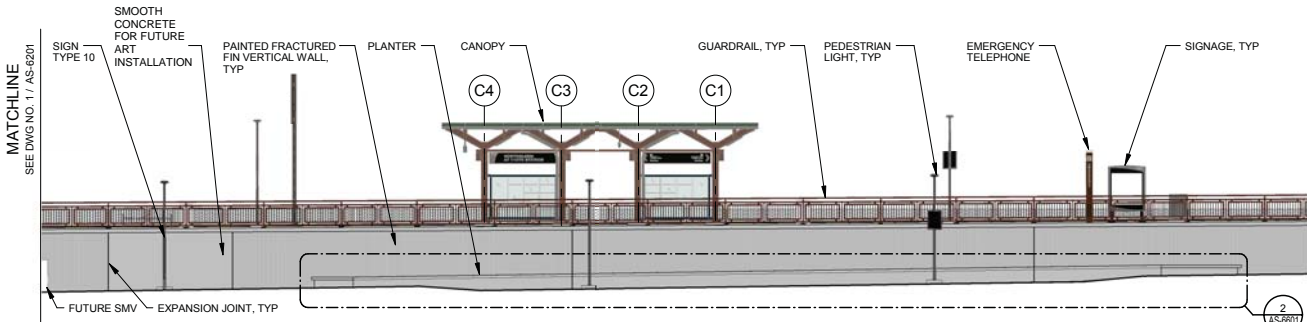 MATCHLINE
SEE DWG NO. 1 / AS-6201
SIGN
TYPE 10
SMOOTH
CONCRETE
FOR FUTURE
ART
INSTALLATION
PAINTED FRACTURED
FIN VERTICAL WALL,
TYP
PLANTER
CANOPY
GUARDRAIL, TYP
PEDESTRIAN
LIGHT, TYP
EMERGENCY
TELEPHONE
SIGNAGE, TYP
C4
C3
C2
C1
FUTURE SMV
EXPANSION JOINT, TYP
2
AS-6601